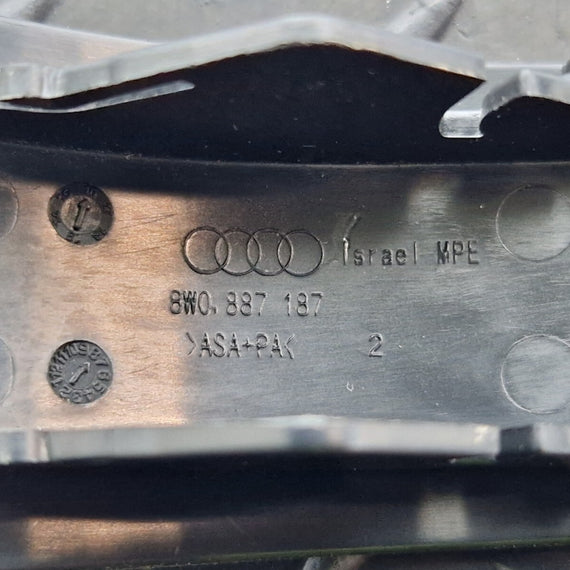 Israel MPE
8W0.887 187
>ASA+PA<
2